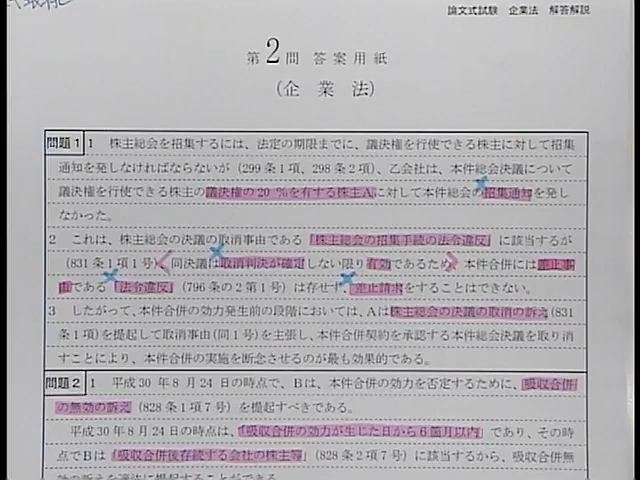 論文式試験　企業法　解答解説
第2問 答案用紙
（企　業　法）
問題1 1　株主総会を招集するには、法定の期限までに、議決権を行使できる株主に対して招集
通知を発しなければならないが（299条1項、298条2項）、乙会社は、本件総会決議について
議決権を行使できる株主の議決権の20 %を有する株主Aに対して本件総会の招集通知を発し
なかった。
2　これは、株主総会の決議の取消事由である「株主総会の招集手続の法令違反」に該当するが
（831条1項1号）、同決議は取消判決が確定しない限り有効であるため、本件合併には差止事
由である「法令違反」（796条の2第1号）は存せず、差止請求をすることはできない。
3　したがって、本件合併の効力発生前の段階においては、Aは株主総会の決議の取消の訴え（831
条1項）を提起して取消事由（同1号）を主張し、本件合併契約を承認する本件総会決議を取り消
すことにより、本件合併の実施を断念させるのが最も効果的である。
問題2 1　平成30年8月24日の時点で、Bは、本件合併の効力を否定するために、吸収合併
の無効の訴え（828条1項7号）を提起すべきである。
平成30年8月24日の時点は、「吸収合併の効力が生じた日から6箇月以内」であり、その時
点でBは「吸収合併後存続する会社の株主等」（828条2項7号）に該当するから、吸収合併無